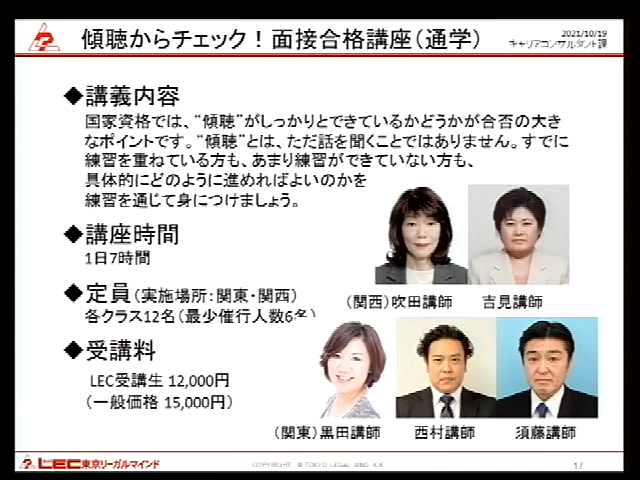 傾聴からチェック！面接合格講座（通学）
2021/10/19
キャリアコンサルタント課
◆講義内容
国家資格では、“傾聴”がしっかりとできているかどうかが合否の大き
なポイントです。“傾聴”とは、ただ話を聞くことではありません。すでに
練習を重ねている方も、あまり練習ができていない方も、
具体的にどのように進めればよいのかを
練習を通じて身につけましょう。
◆講座時間
1日7時間
◆定員（実施場所：関東・関西）
各クラス12名（最少催行人数6名）
（関西）吹田講師 吉見講師
◆受講料
LEC受講生 12,000円
（一般価格 15,000円）
（関東）黒田講師 西村講師 須藤講師
LEC東京リーガルマインド
COPYRIGHT © TOKYO LEGAL MIND K.K
17